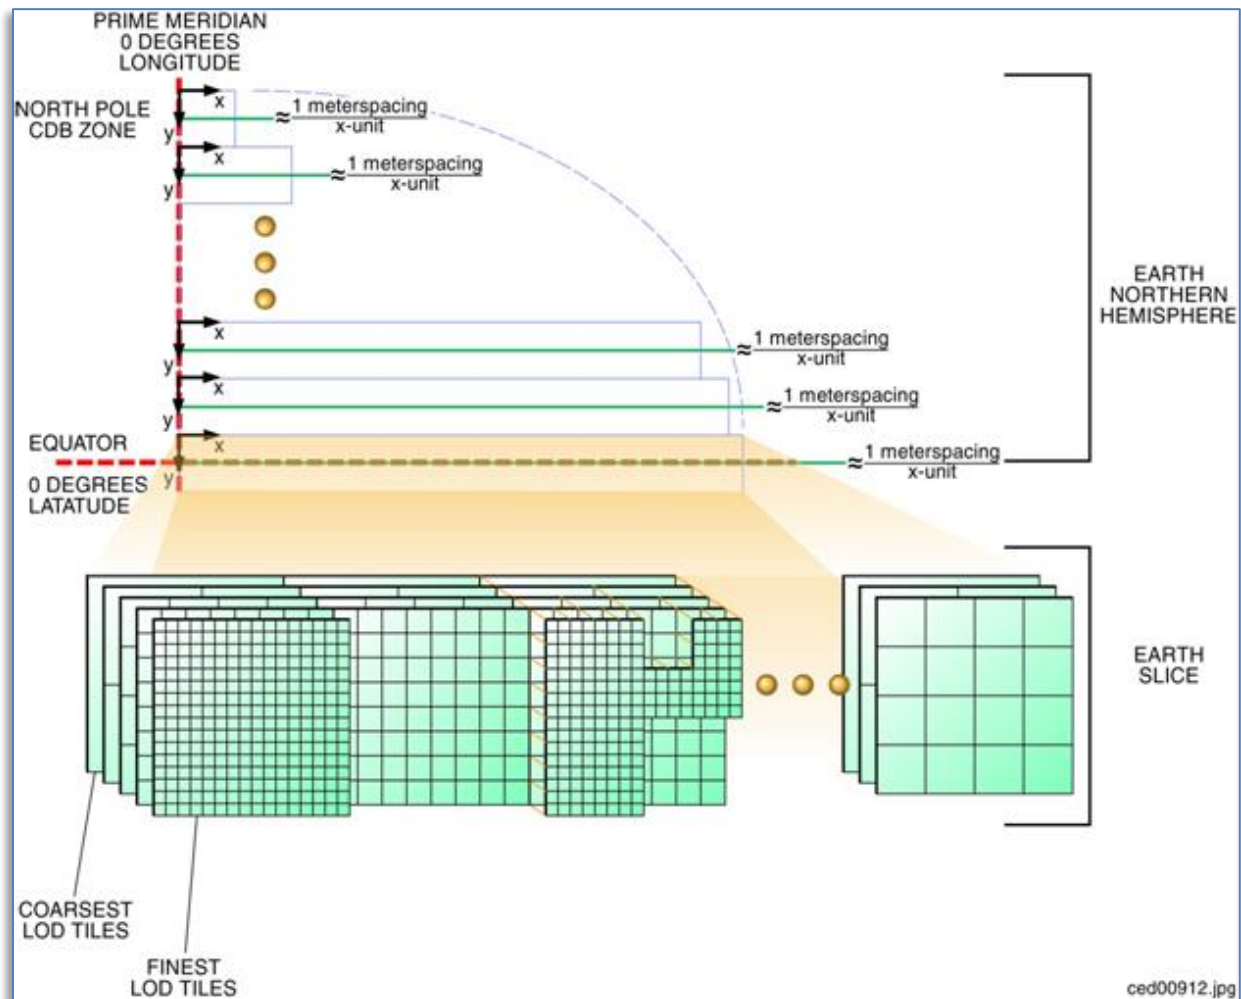 PRIME MERIDIAN
0 DEGREES
LONGITUDE
NORTH POLE
CDB ZONE
x
y
≈ 1 meterspacing
x-unit
x
y
≈ 1 meterspacing
x-unit
EARTH
NORTHERN
HEMISPHERE
x
y
≈ 1 meterspacing
x-unit
x
y
≈ 1 meterspacing
x-unit
EQUATOR
x
y
≈ 1 meterspacing
x-unit
0 DEGREES
LATATUDE
EARTH
SLICE
COARSEST
LOD TILES
FINEST
LOD TILES
ced00912.jpg